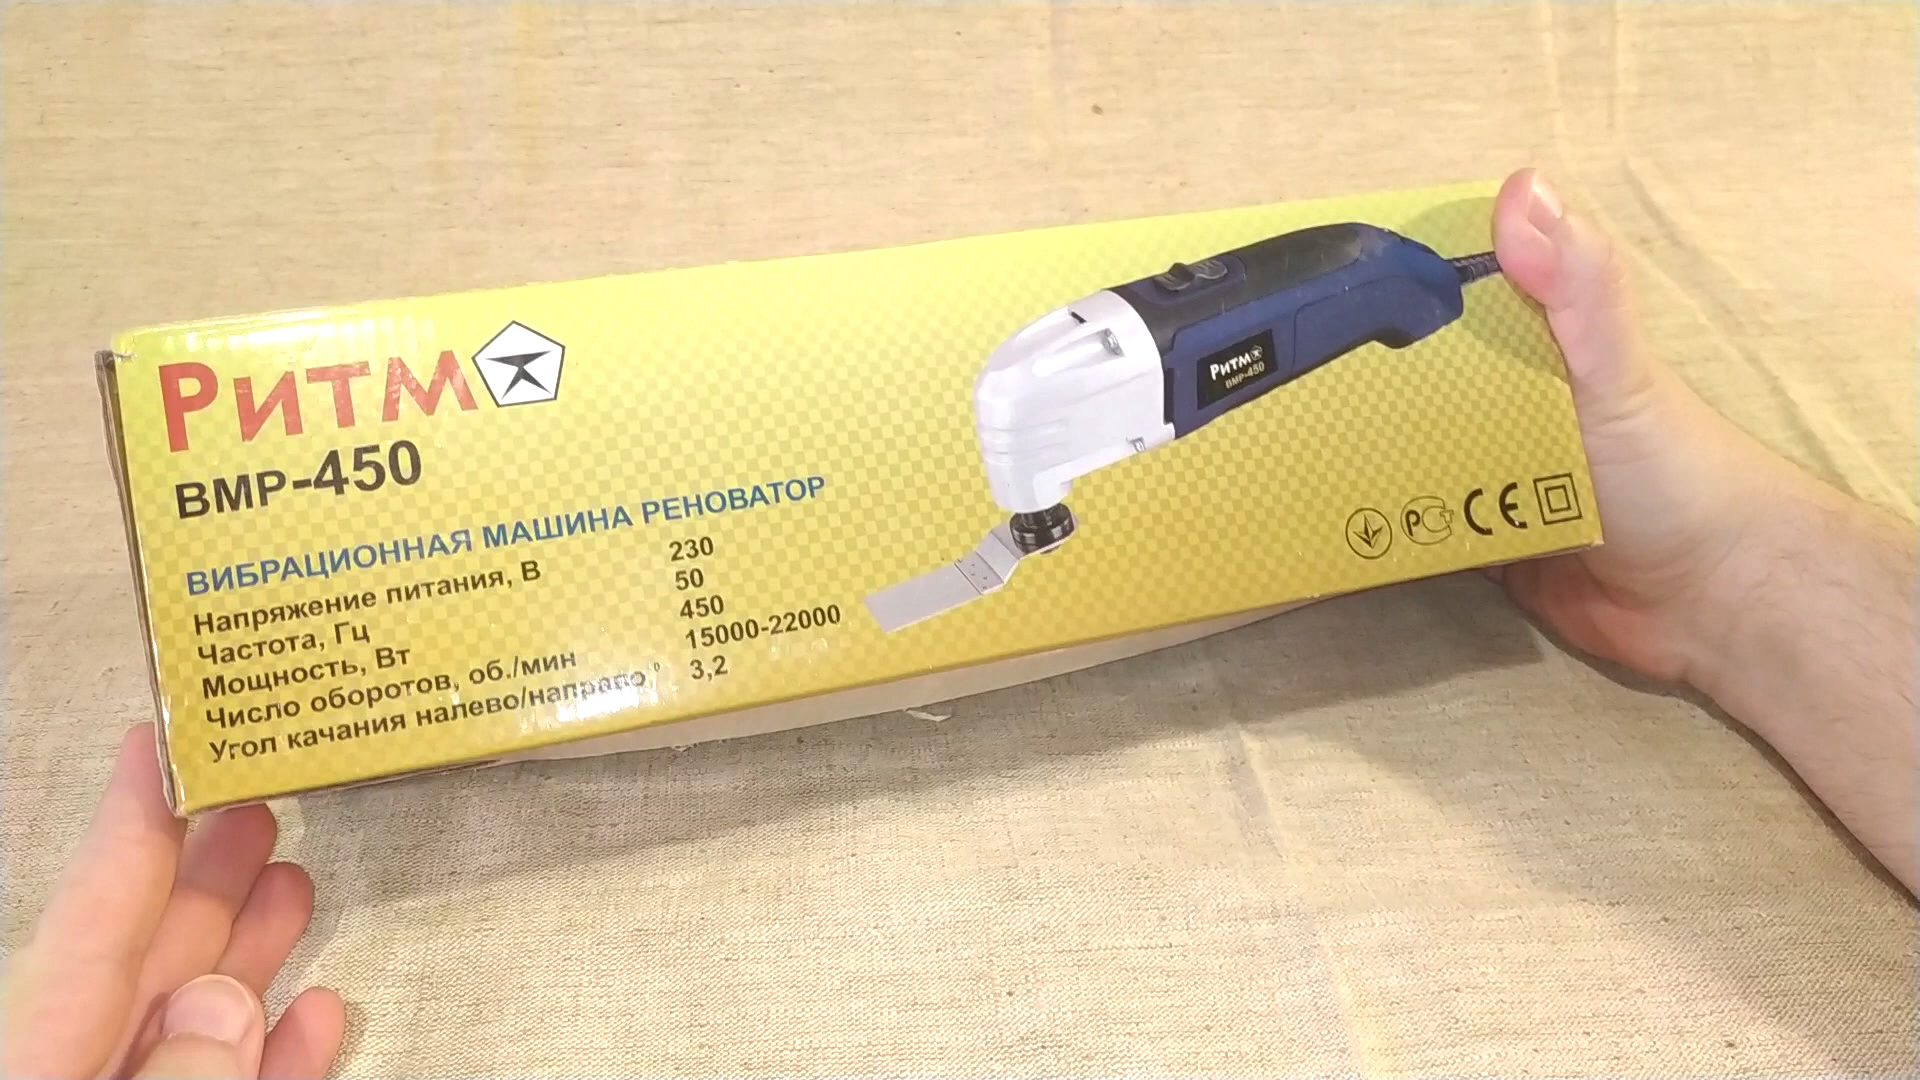 РИТМ
ВМР-450
ВИБРАЦИОННАЯ МАШИНА РЕНОВАТОР
Напряжение питания, В 230
Частота, Гц 50
Мощность, Вт 450
Число оборотов, об./мин 15000-22000
Угол качания налево/направо° 3,2
РИТМ
ВМР-450
РСТ CE